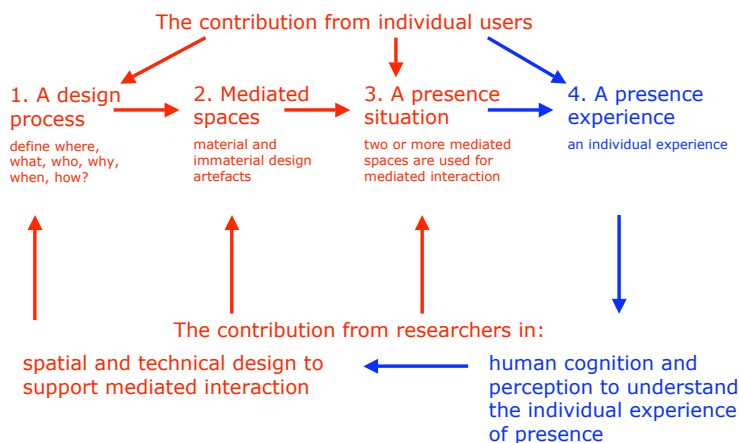 The contribution from individual users
1. A design
process
define where,
what, who, why,
when, how?
2. Mediated
spaces
material and
immaterial design
artefacts
3. A presence
situation
two or more mediated
spaces are used for
mediated interaction
4. A presence
experience
an individual experience
The contribution from researchers in:
spatial and technical design to
support mediated interaction
human cognition and
perception to understand
the individual experience
of presence